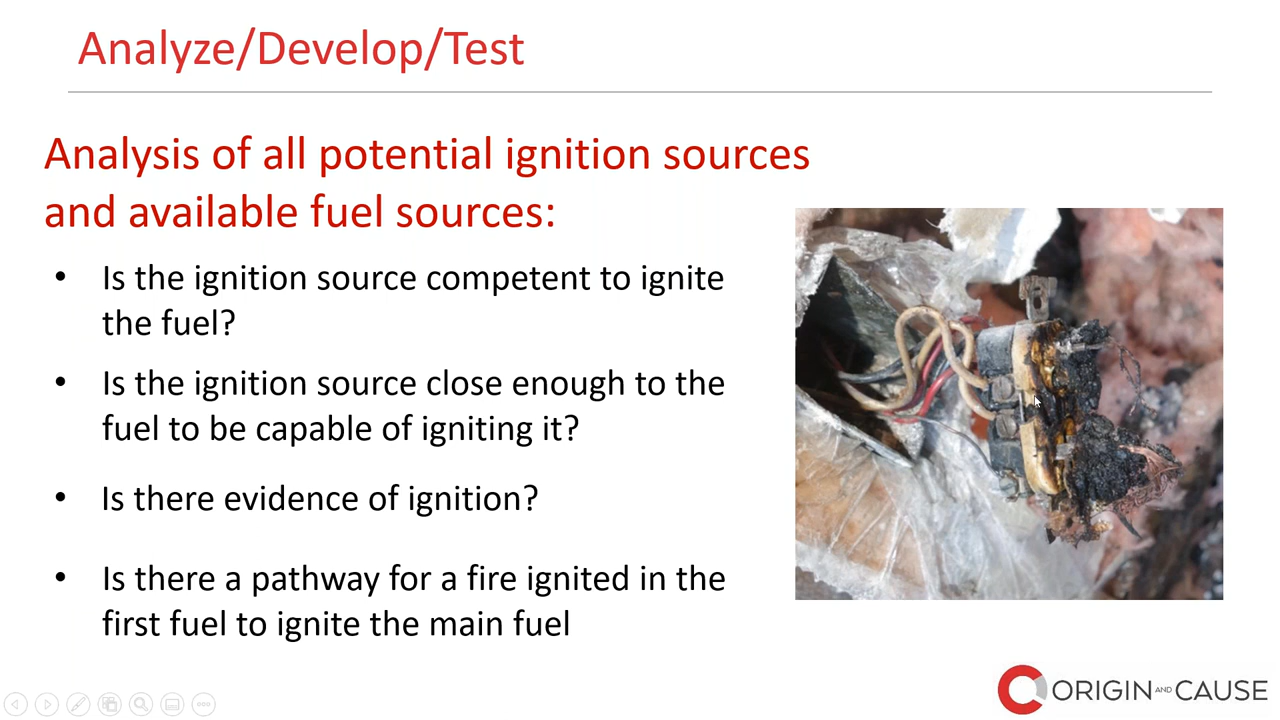 Analyze/Develop/Test
Analysis of all potential ignition sources
and available fuel sources:
• Is the ignition source competent to ignite
the fuel?
• Is the ignition source close enough to the
fuel to be capable of igniting it?
• Is there evidence of ignition?
• Is there a pathway for a fire ignited in the
first fuel to ignite the main fuel
ORIGIN AND CAUSE